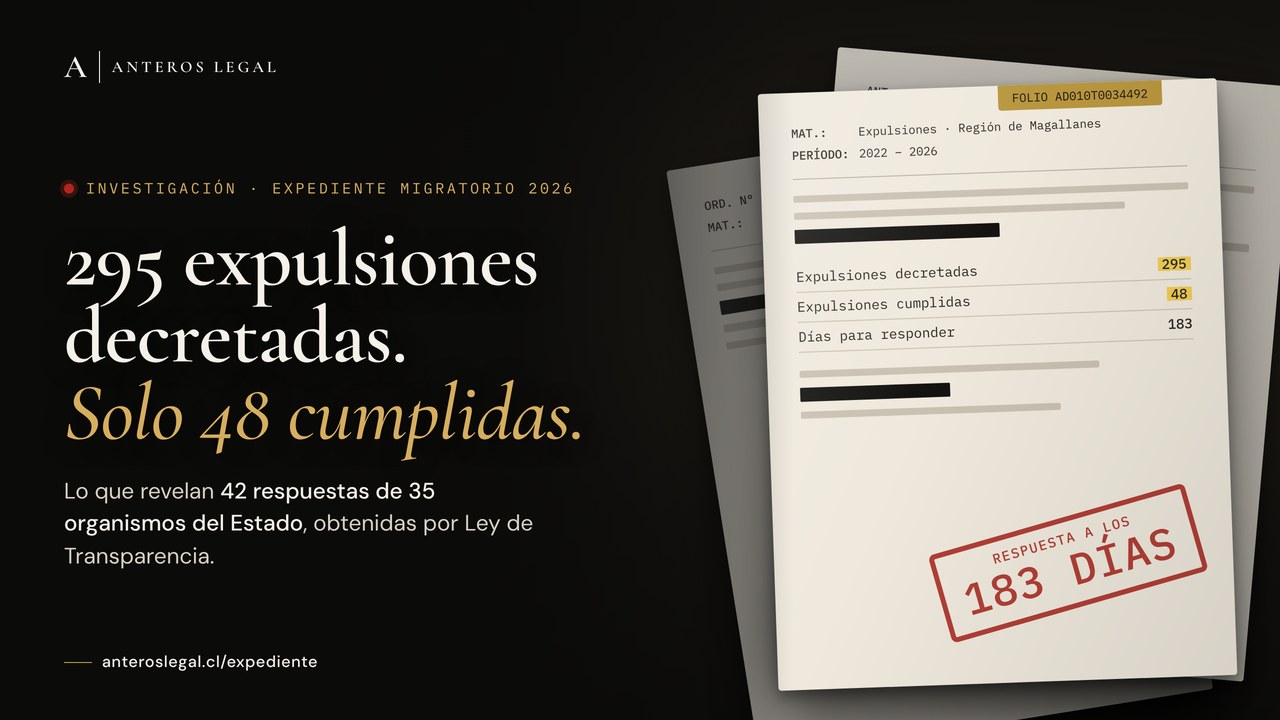 A | ANTEROS LEGAL
INVESTIGACIÓN · EXPEDIENTE MIGRATORIO 2026
295 expulsiones
decretadas.
Solo 48 cumplidas.
Lo que revelan 42 respuestas de 35
organismos del Estado, obtenidas por Ley de
Transparencia.
anteroslegal.cl/expediente
ORD. N°
MAT.:
FOLIO AD010T0034492
MAT.: Expulsiones · Región de Magallanes
PERÍODO: 2022 – 2026
Expulsiones decretadas 295
Expulsiones cumplidas 48
Días para responder 183
RESPUESTA A LOS
183 DÍAS